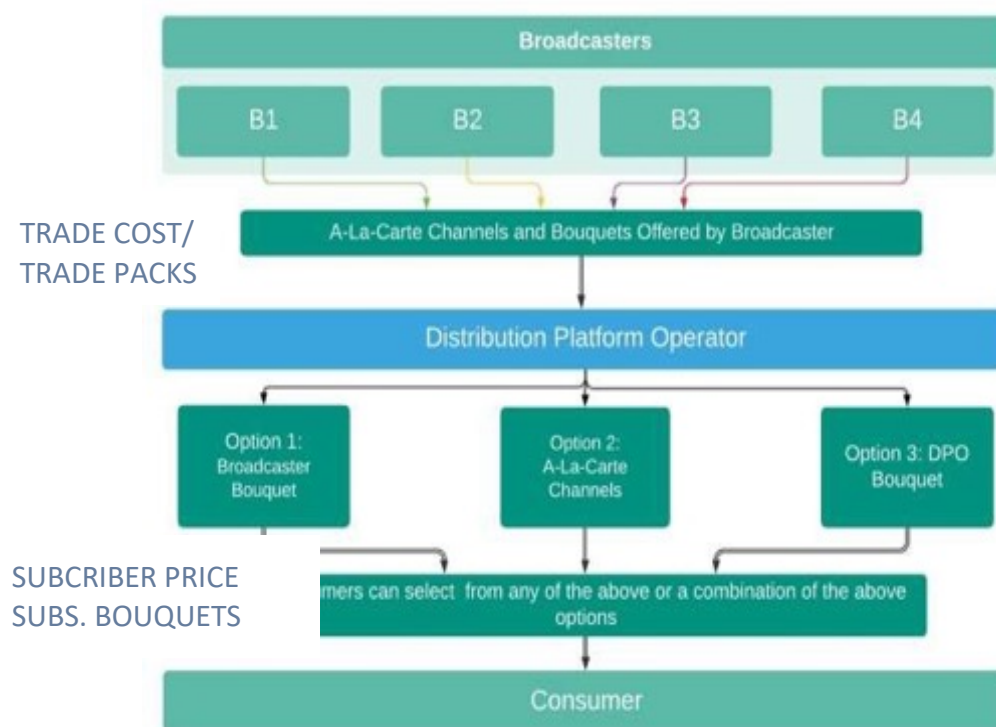 Broadcasters
B1
B2
B3
B4
TRADE COST/
TRADE PACKS
A-La-Carte Channels and Bouquets Offered by Broadcaster
Distribution Platform Operator
Option 1:
Broadcaster
Bouquet
Option 2:
A-La-Carte
Channels
Option 3: DPO
Bouquet
SUBCRIBER PRICE
SUBS. BOUQUETS
can select from any of the above or a combination of the above
options
Consumer